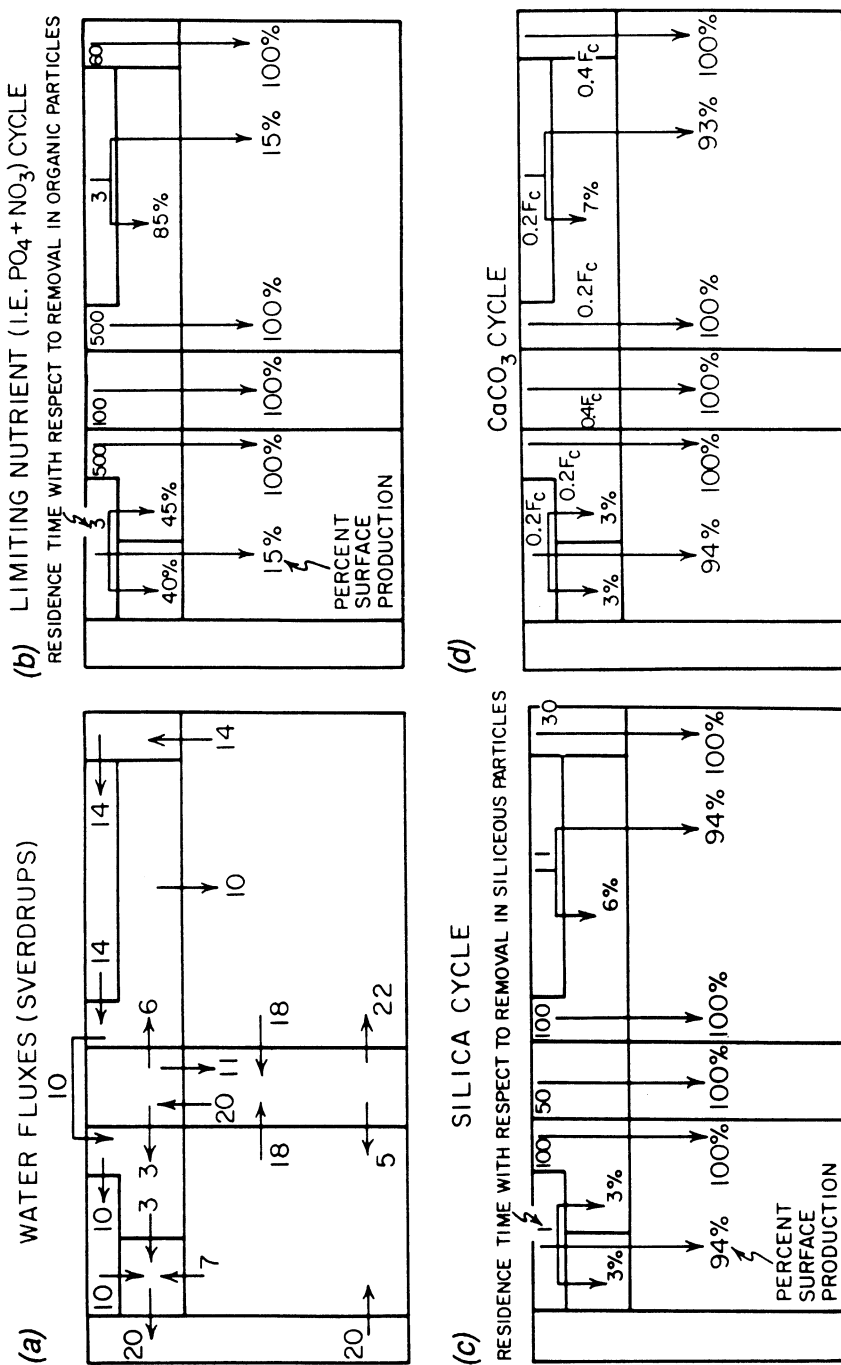 (a)
WATER FLUXES (SVERDRUPS)
10
10
10
14
14
20
3
3
6
7
20
11
10
14
18
18
20
5
22
(b)
LIMITING NUTRIENT (I.E. PO4 + NO3) CYCLE
RESIDENCE TIME WITH RESPECT TO REMOVAL IN ORGANIC PARTICLES
3
500
100
500
3
60
40%
45%
85%
15%
100%
100%
100%
15%
100%
PERCENT
SURFACE
PRODUCTION
(c)
SILICA CYCLE
RESIDENCE TIME WITH RESPECT TO REMOVAL IN SILICEOUS PARTICLES
1
100
50
100
1
30
3%
3%
6%
94%
100%
100%
100%
94%
100%
PERCENT
SURFACE
PRODUCTION
(d)
CaCO3 CYCLE
0.2Fc
0.2Fc
0.2Fc
0.4Fc
0.2Fc
0.4Fc
3%
3%
7%
94%
100%
100%
100%
93%
100%